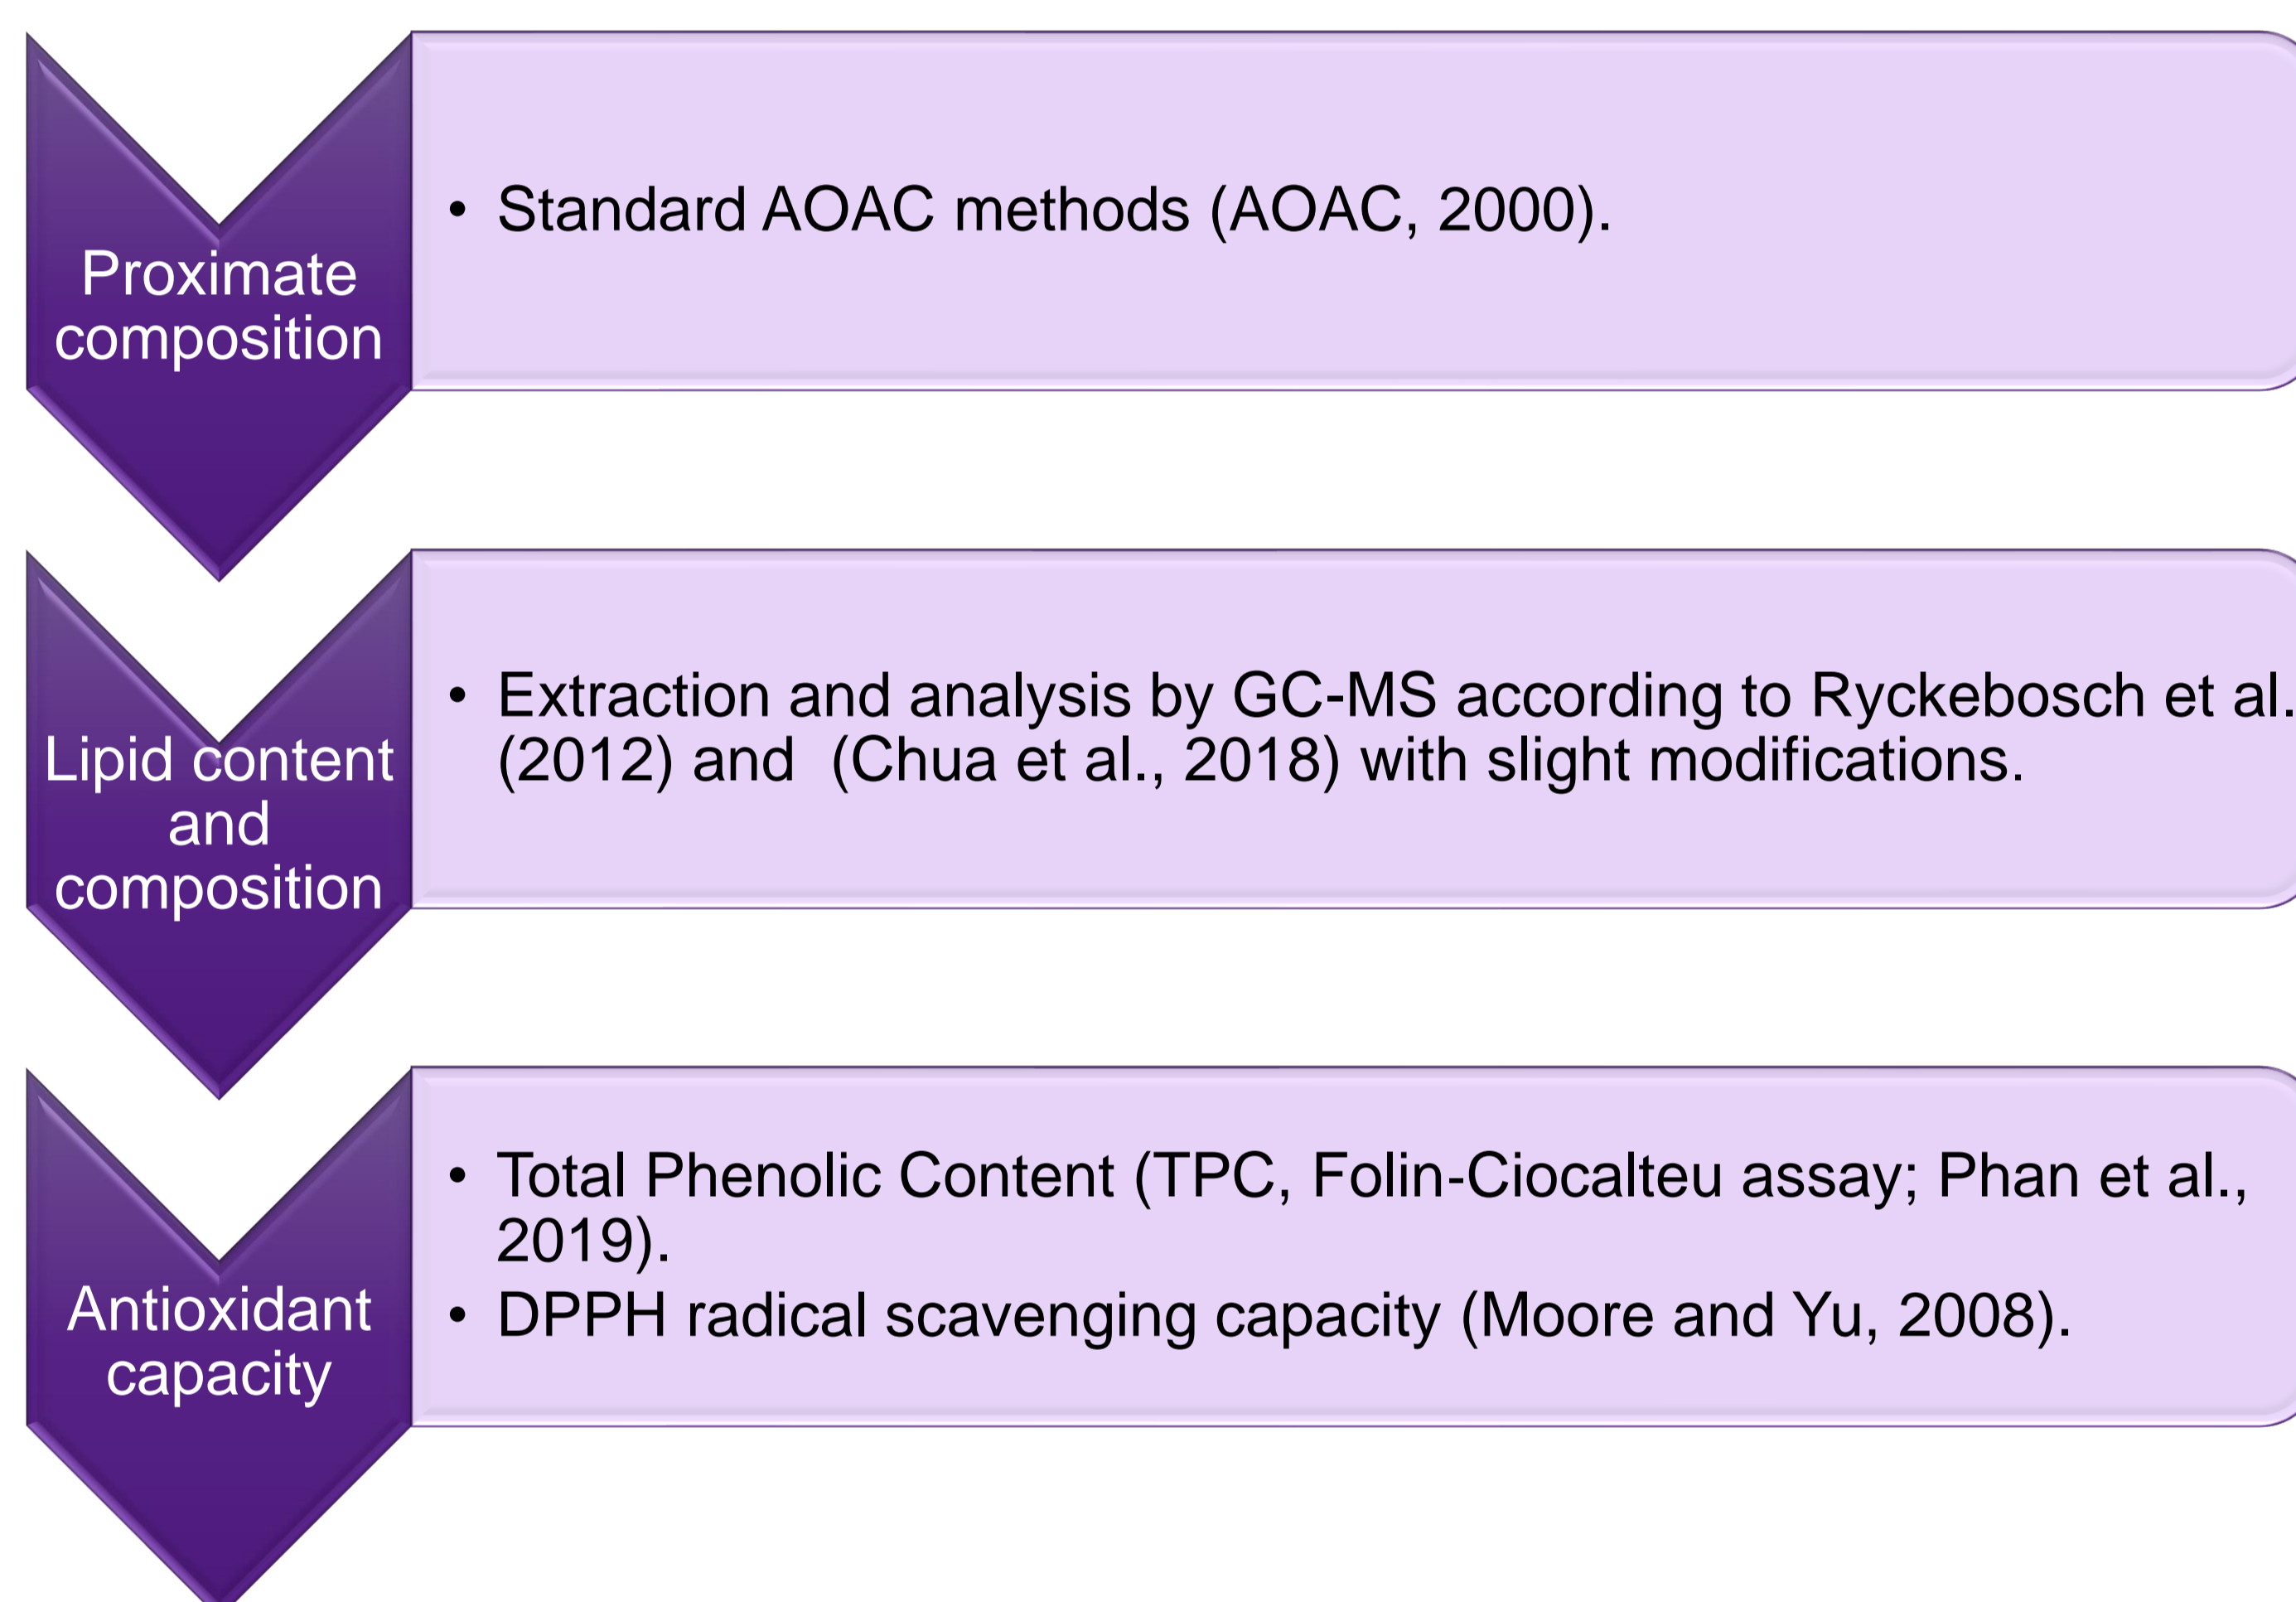 Proximate
composition
• Standard AOAC methods (AOAC, 2000).
Lipid content
and
composition
• Extraction and analysis by GC-MS according to Ryckebosch et al.
(2012) and  (Chua et al., 2018) with slight modifications.
Antioxidant
capacity
• Total Phenolic Content (TPC, Folin-Ciocalteu assay; Phan et al.,
2019).
• DPPH radical scavenging capacity (Moore and Yu, 2008).